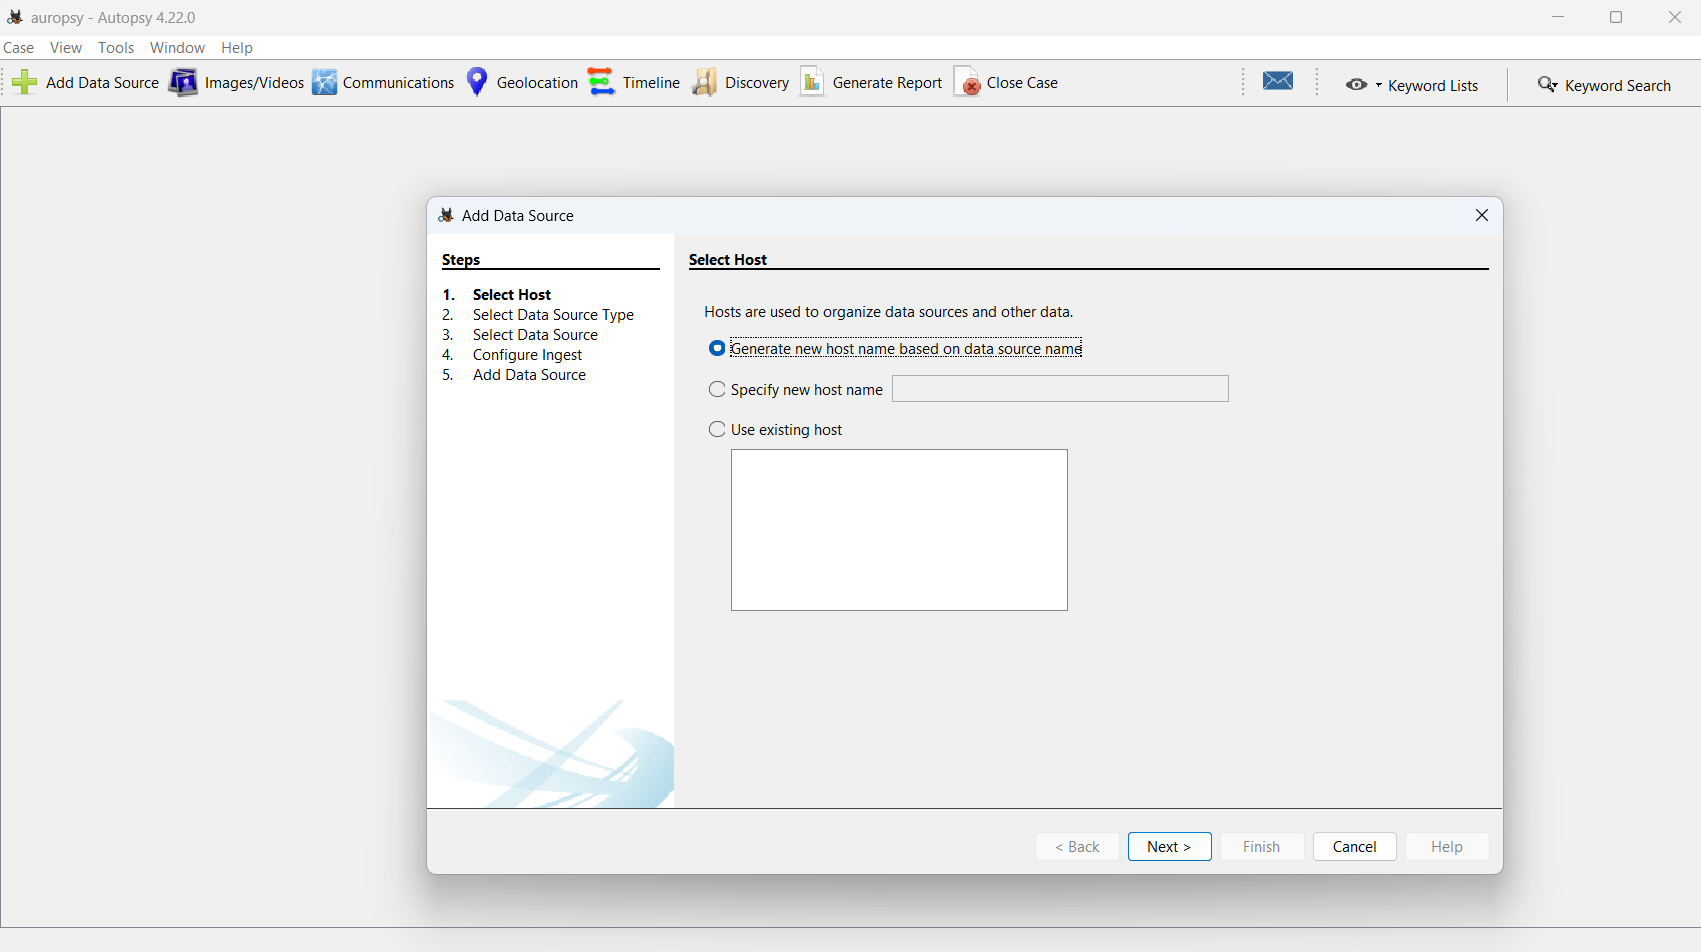 auropsy - Autopsy 4.22.0
Case View Tools Window Help
Add Data Source Images/Videos Communications Geolocation Timeline Discovery Generate Report Close Case Keyword Lists Keyword Search
Add Data Source
Steps
1. Select Host
2. Select Data Source Type
3. Select Data Source
4. Configure Ingest
5. Add Data Source
Select Host
Hosts are used to organize data sources and other data.
Generate new host name based on data source name
Specify new host name
Use existing host
< Back Next > Finish Cancel Help